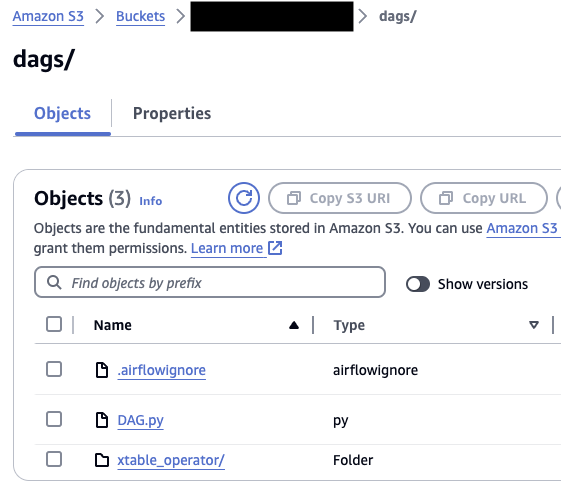 Amazon S3 > Buckets > > dags/
dags/
Objects Properties
Objects (3) Info Copy S3 URI Copy URL
Objects are the fundamental entities stored in Amazon S3. You can use Amazon S3
grant them permissions. Learn more
Find objects by prefix Show versions
Name Type
.airflowignore airflowignore
DAG.py py
xtable_operator/ Folder